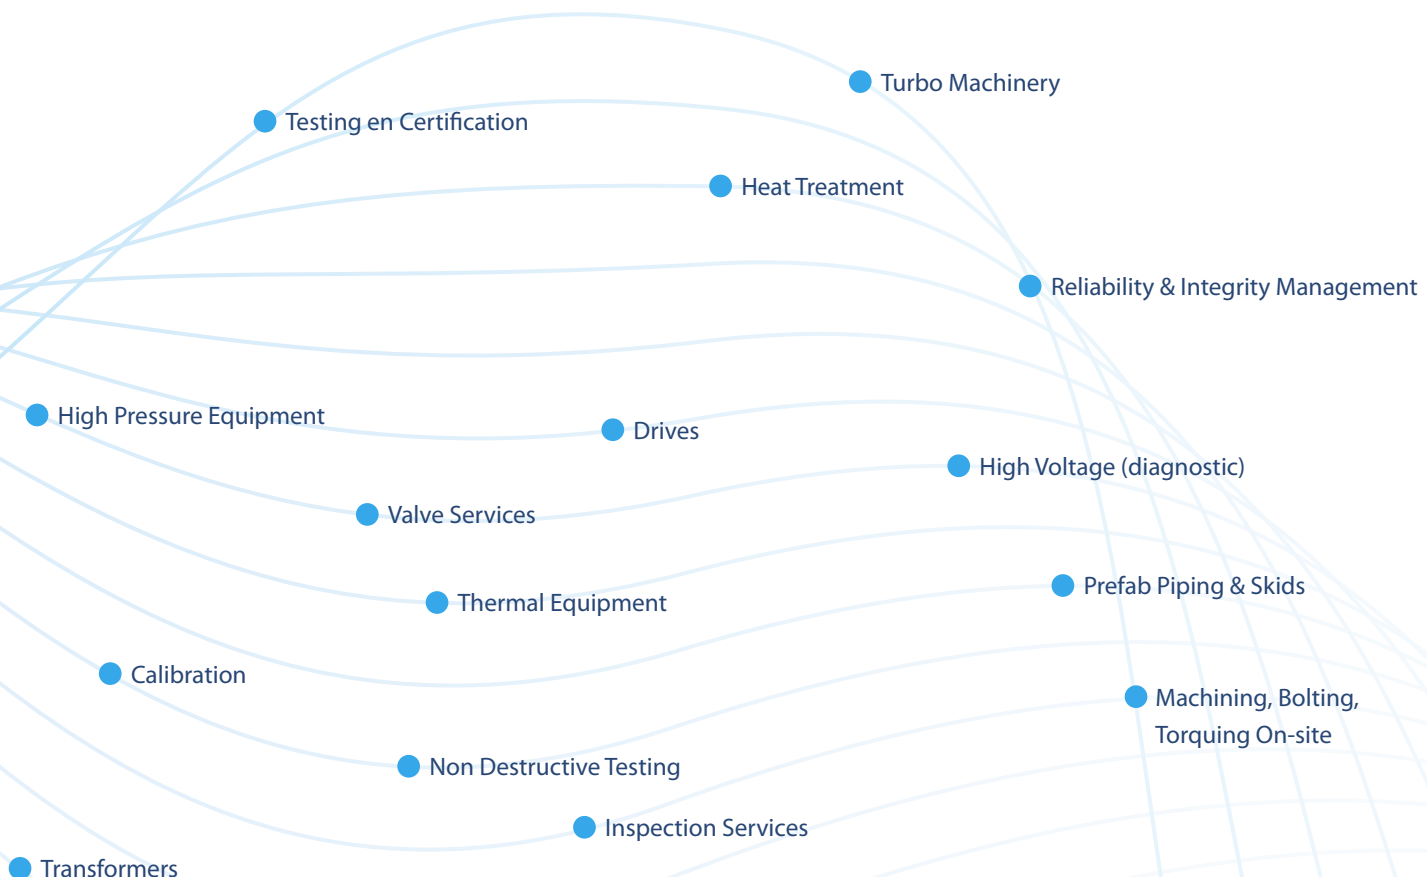 Turbo Machinery
Testing en Certification
Heat Treatment
Reliability & Integrity Management
High Pressure Equipment
Drives
High Voltage (diagnostic)
Valve Services
Prefab Piping & Skids
Thermal Equipment
Calibration
Machining, Bolting,
Torquing On-site
Non Destructive Testing
Inspection Services
Transformers